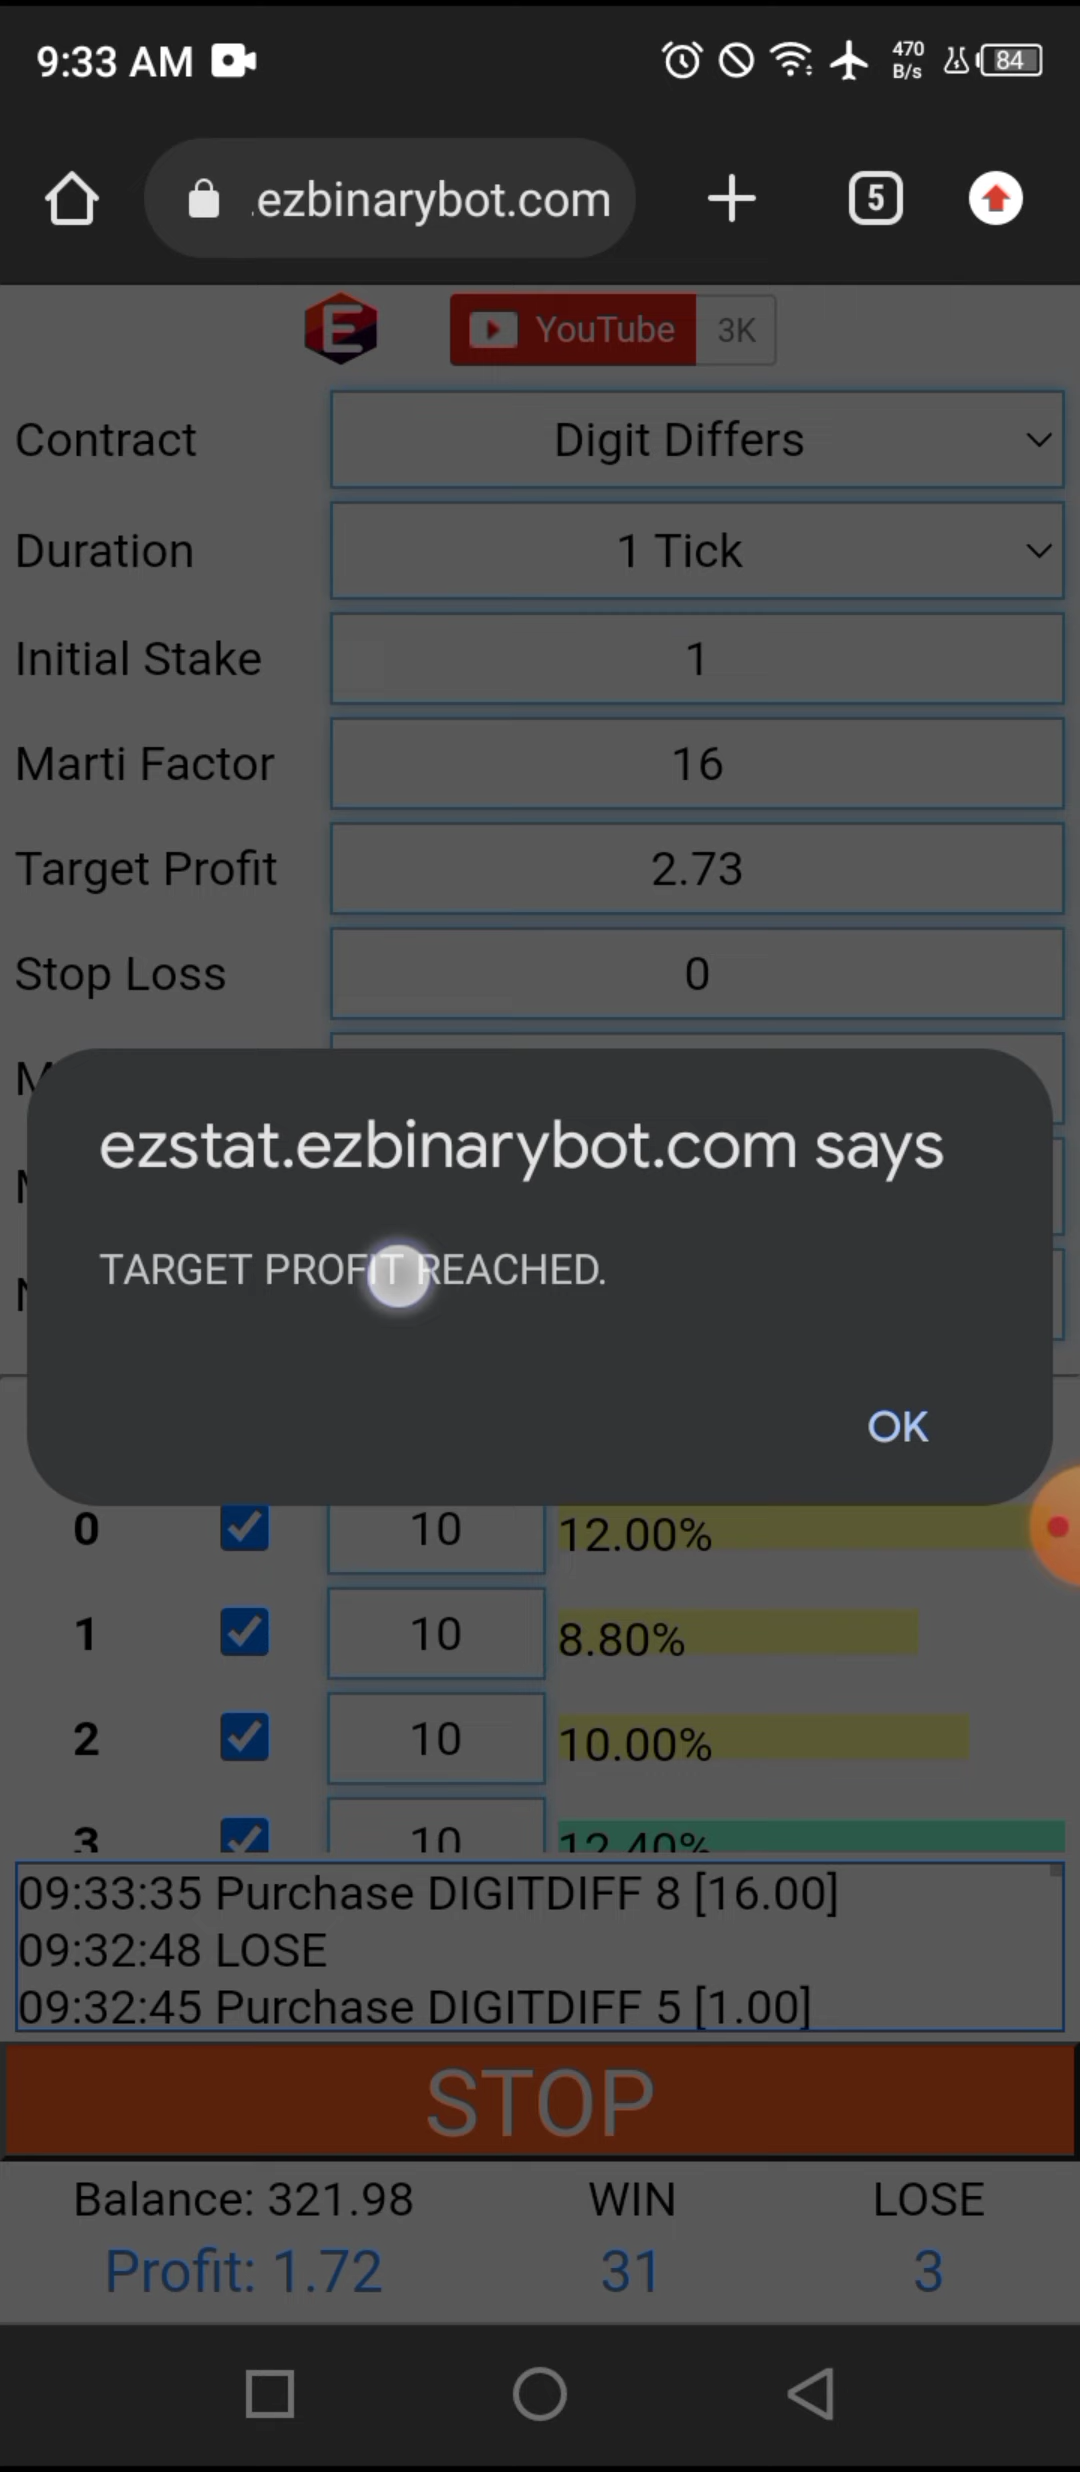 9:33 AM
470
B/s
84
.ezbinarybot.com
5
E
YouTube 3K
Contract Digit Differs
Duration 1 Tick
Initial Stake 1
Marti Factor 16
Target Profit 2.73
Stop Loss 0
ezstat.ezbinarybot.com says
TARGET PROFIT REACHED.
OK
0 10 12.00%
1 10 8.80%
2 10 10.00%
3 10 12.40%
09:33:35 Purchase DIGITDIFF 8 [16.00]
09:32:48 LOSE
09:32:45 Purchase DIGITDIFF 5 [1.00]
STOP
Balance: 321.98 WIN LOSE
Profit: 1.72 31 3